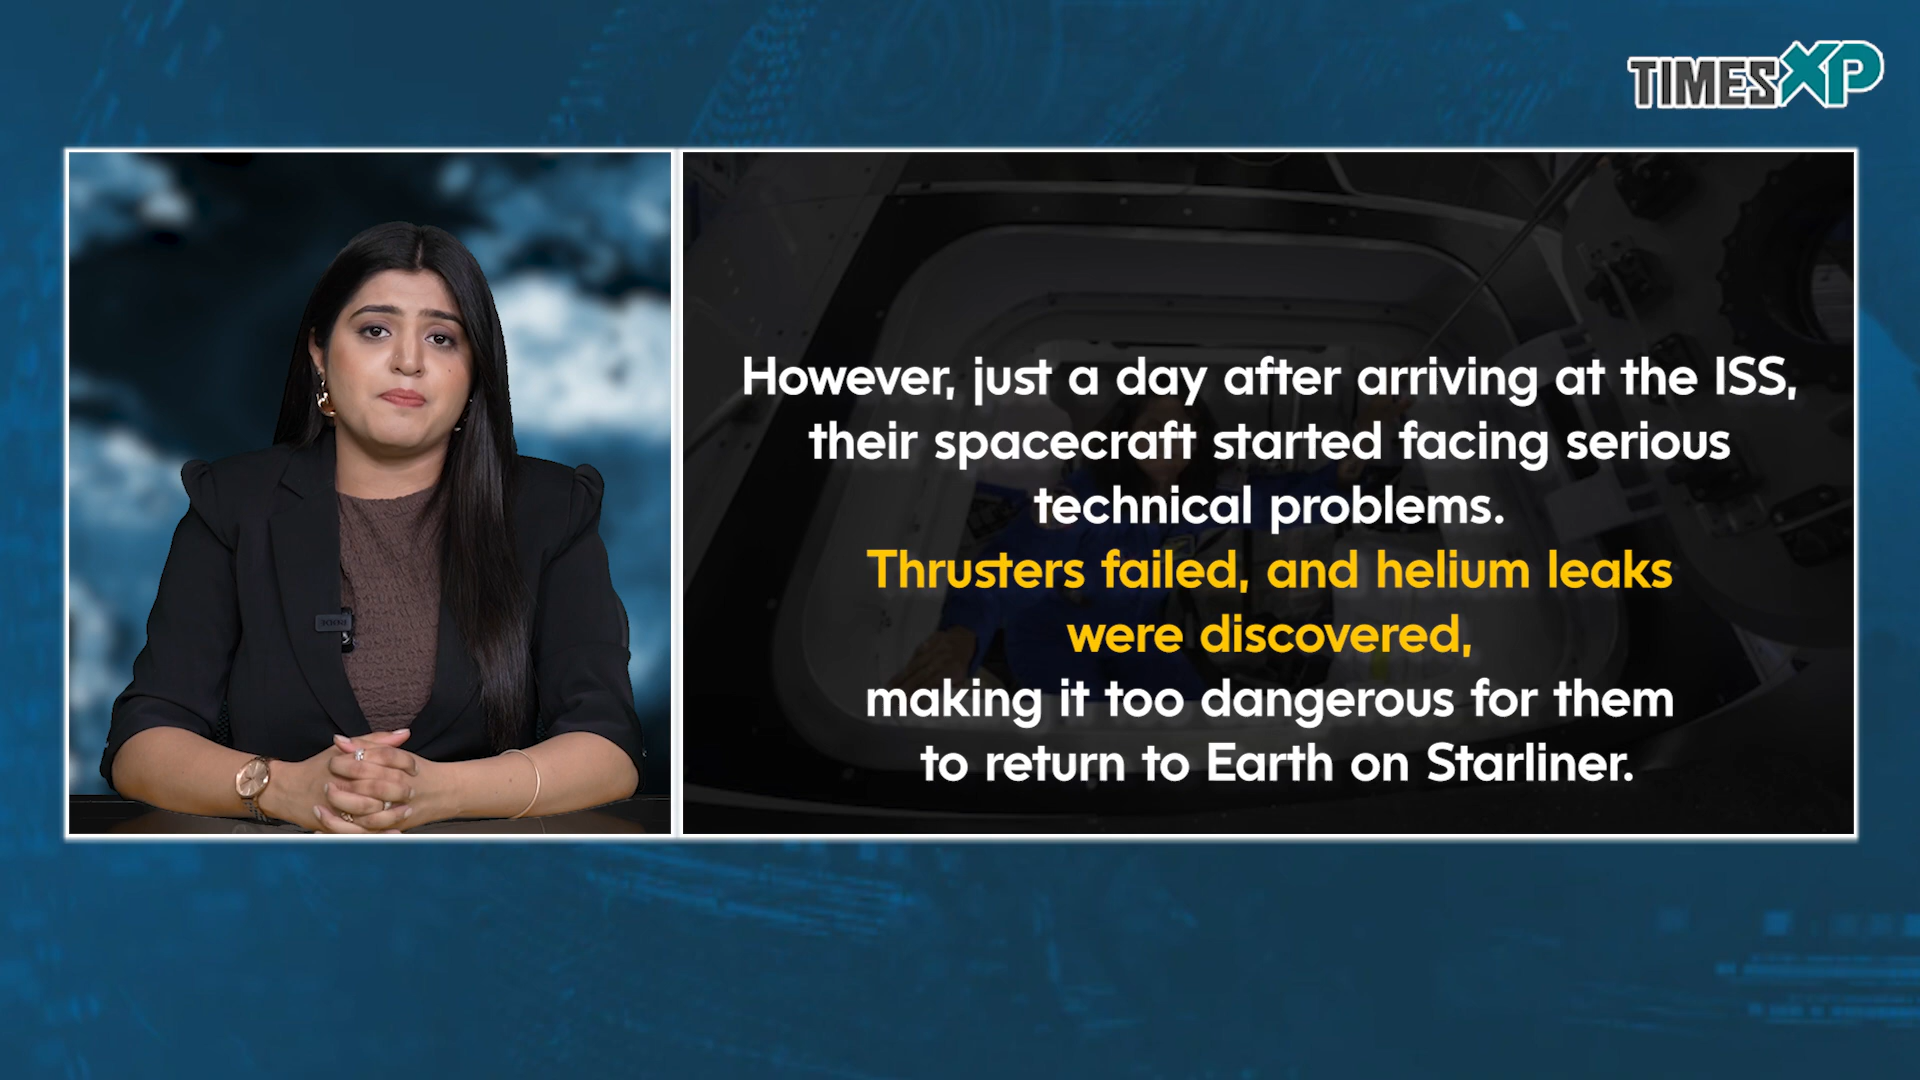 TIMESXP
However, just a day after arriving at the ISS,
their spacecraft started facing serious
technical problems.
Thrusters failed, and helium leaks
were discovered,
making it too dangerous for them
to return to Earth on Starliner.